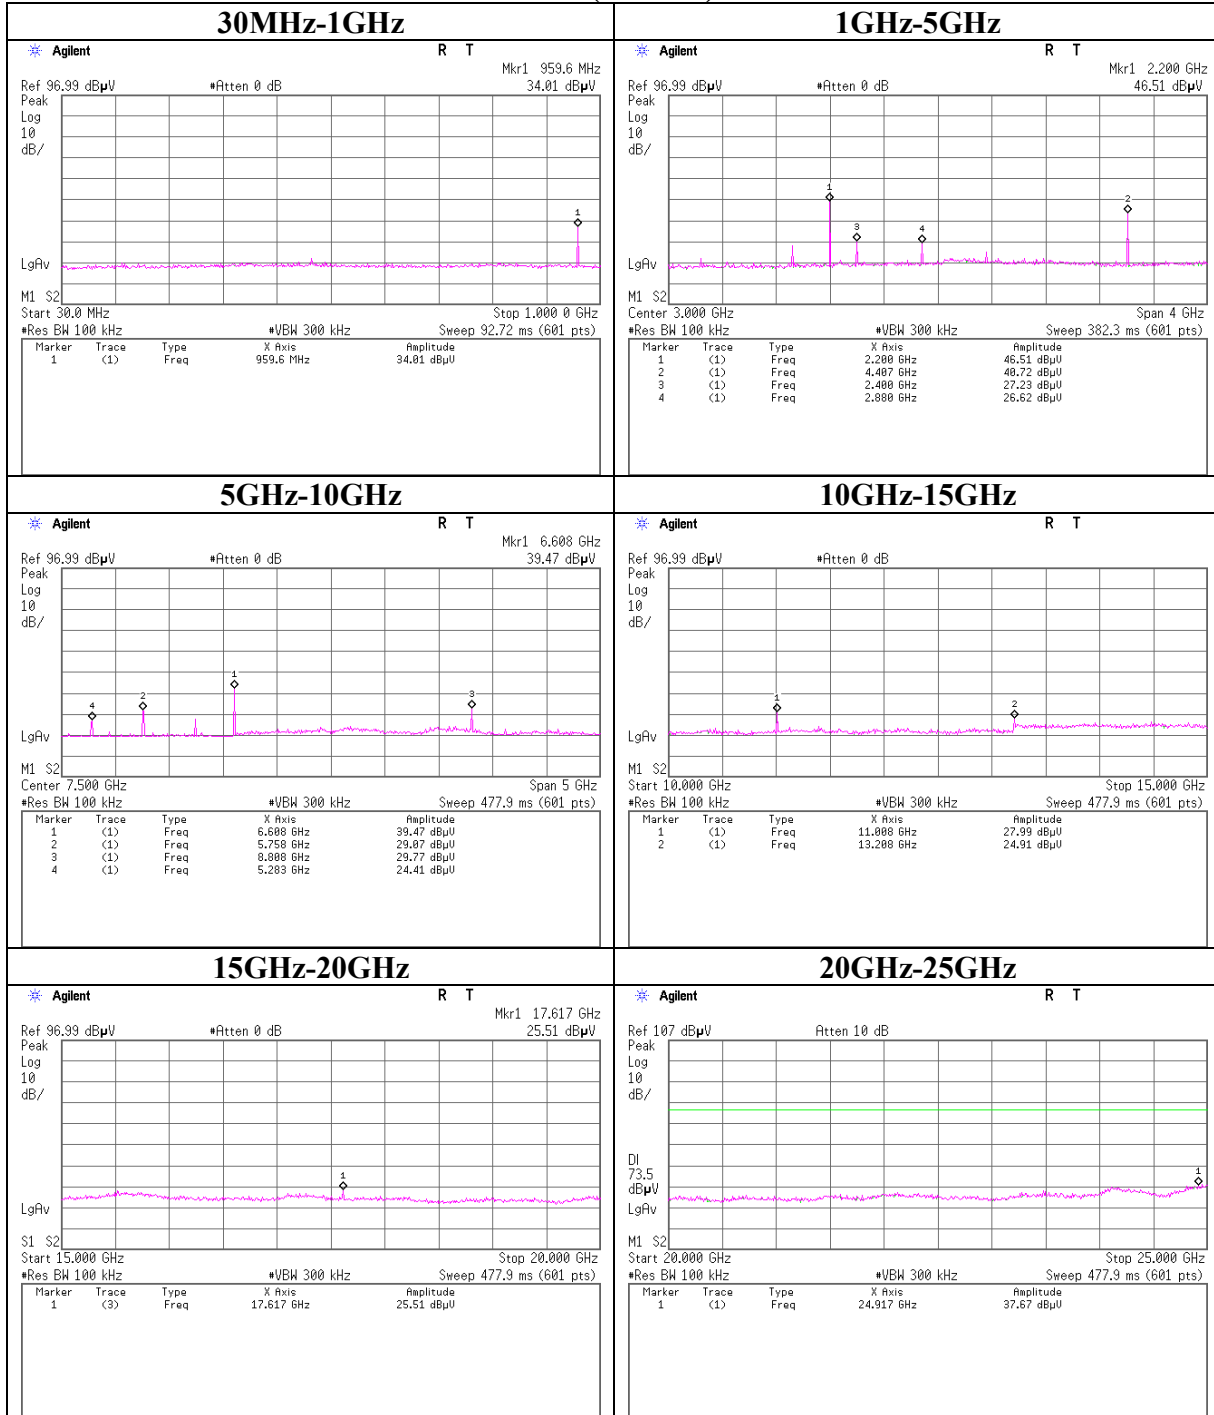 30MHz-1GHz
Agilent R T
Mkr1 959.6 MHz
Ref 96.99 dBµV #Atten 0 dB 34.01 dBµV
Peak
Log
10
dB/
1
LgAv
M1 S2
Start 30.0 MHz Stop 1.000 0 GHz
#Res BW 100 kHz #VBW 300 kHz Sweep 92.72 ms (601 pts)
Marker Trace Type X Axis Amplitude
1 (1) Freq 959.6 MHz 34.01 dBµV
1GHz-5GHz
Agilent R T
Mkr1 2.200 GHz
Ref 96.99 dBµV #Atten 0 dB 46.51 dBµV
Peak
Log
10
dB/
1
2
3
4
LgAv
M1 S2
Center 3.000 GHz Span 4 GHz
#Res BW 100 kHz #VBW 300 kHz Sweep 382.3 ms (601 pts)
Marker Trace Type X Axis Amplitude
1 (1) Freq 2.200 GHz 46.51 dBµV
2 (1) Freq 4.407 GHz 40.72 dBµV
3 (1) Freq 2.400 GHz 27.23 dBµV
4 (1) Freq 2.880 GHz 26.62 dBµV
5GHz-10GHz
Agilent R T
Mkr1 6.608 GHz
Ref 96.99 dBµV #Atten 0 dB 39.47 dBµV
Peak
Log
10
dB/
1
2
3
4
LgAv
M1 S2
Center 7.500 GHz Span 5 GHz
#Res BW 100 kHz #VBW 300 kHz Sweep 477.9 ms (601 pts)
Marker Trace Type X Axis Amplitude
1 (1) Freq 6.608 GHz 39.47 dBµV
2 (1) Freq 5.758 GHz 29.07 dBµV
3 (1) Freq 8.808 GHz 29.77 dBµV
4 (1) Freq 5.283 GHz 24.41 dBµV
10GHz-15GHz
Agilent R T
Ref 96.99 dBµV #Atten 0 dB
Peak
Log
10
dB/
1
2
LgAv
M1 S2
Start 10.000 GHz Stop 15.000 GHz
#Res BW 100 kHz #VBW 300 kHz Sweep 477.9 ms (601 pts)
Marker Trace Type X Axis Amplitude
1 (1) Freq 11.008 GHz 27.99 dBµV
2 (1) Freq 13.208 GHz 24.91 dBµV
15GHz-20GHz
Agilent R T
Mkr1 17.617 GHz
Ref 96.99 dBµV #Atten 0 dB 25.51 dBµV
Peak
Log
10
dB/
1
LgAv
S1 S2
Start 15.000 GHz Stop 20.000 GHz
#Res BW 100 kHz #VBW 300 kHz Sweep 477.9 ms (601 pts)
Marker Trace Type X Axis Amplitude
1 (3) Freq 17.617 GHz 25.51 dBµV
20GHz-25GHz
Agilent R T
Ref 107 dBµV Atten 10 dB
Peak
Log
10
dB/
DI
73.5
dBµV
1
LgAv
M1 S2
Start 20.000 GHz Stop 25.000 GHz
#Res BW 100 kHz #VBW 300 kHz Sweep 477.9 ms (601 pts)
Marker Trace Type X Axis Amplitude
1 (1) Freq 24.917 GHz 37.67 dBµV